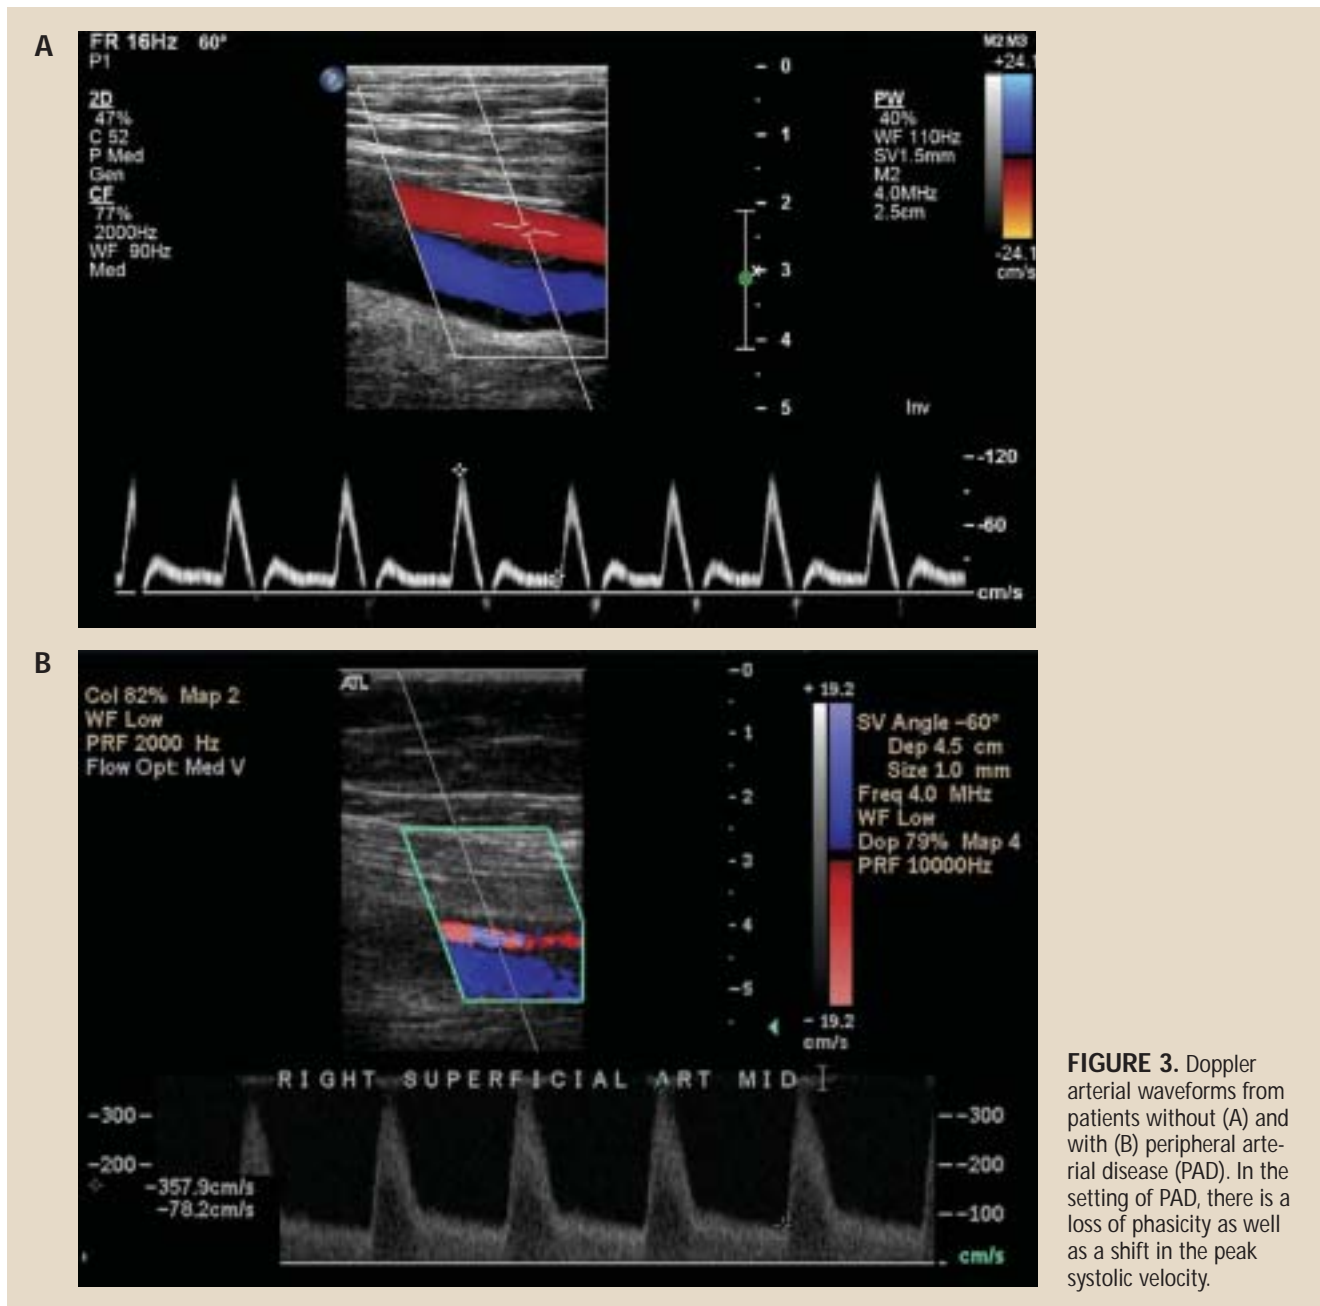 A
FR 16Hz 60°
P1
2D
47%
C 52
P Med
Gen
CF
77%
2000Hz
WF 90Hz
Med
0
1
2
3
4
5
M2 M3
+24.1
PW
40%
WF 110Hz
SV1.5mm
M2
4.0MHz
2.5cm
-24.1
cm/s
Inv
-120
-60
cm/s
B
Col 82% Map 2
WF Low
PRF 2000 Hz
Flow Opt: Med V
ATL
0
1
2
3
4
5
+ 19.2
SV Angle -60°
Dep 4.5 cm
Size 1.0 mm
Freq 4.0 MHz
WF Low
Dop 79% Map 4
PRF 10000Hz
- 19.2
cm/s
RIGHT SUPERFICIAL ART MID
-300-
-200-
-357.9cm/s
-78.2cm/s
-300
-200
-100
cm/s
FIGURE 3. Doppler
arterial waveforms from
patients without (A) and
with (B) peripheral arte-
rial disease (PAD). In the
setting of PAD, there is a
loss of phasicity as well
as a shift in the peak
systolic velocity.